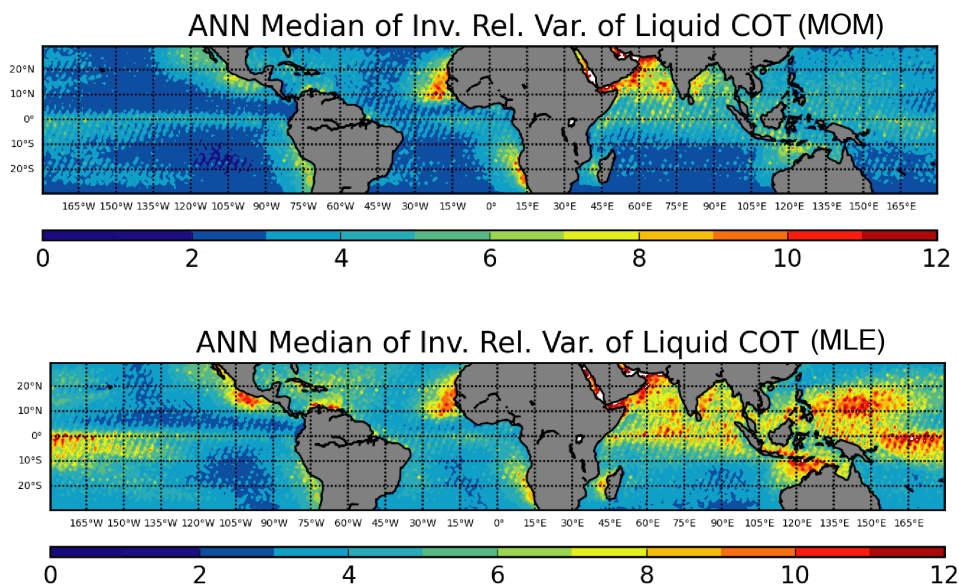 ANN Median of Inv. Rel. Var. of Liquid COT (MOM)
20°N
10°N
0°
10°S
20°S
165°W 150°W 135°W 120°W 105°W 90°W 75°W 60°W 45°W 30°W 15°W 0° 15°E 30°E 45°E 60°E 75°E 90°E 105°E 120°E 135°E 150°E 165°E
0 2 4 6 8 10 12
ANN Median of Inv. Rel. Var. of Liquid COT (MLE)
20°N
10°N
0°
10°S
20°S
165°W 150°W 135°W 120°W 105°W 90°W 75°W 60°W 45°W 30°W 15°W 0° 15°E 30°E 45°E 60°E 75°E 90°E 105°E 120°E 135°E 150°E 165°E
0 2 4 6 8 10 12